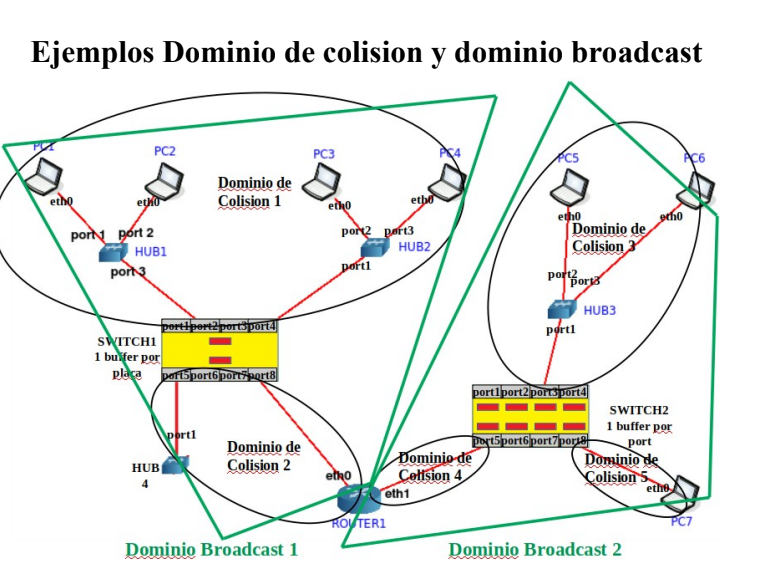 Ejemplos Dominio de colision y dominio broadcast
PC1
PC2
PC3
PC4
eth0
eth0
eth0
eth0
Dominio de
Colision 1
port 1
port 2
port 3
HUB1
port2
port3
port1
HUB2
PC5
PC6
eth0
eth0
Dominio de
Colision 3
port2
port3
port1
HUB3
SWITCH1
1 buffer por
placa
port1
port2
port3
port4
port5
port6
port7
port8
port1
HUB
4
Dominio de
Colision 2
eth0
eth1
ROUTER1
Dominio de
Colision 4
port1
port2
port3
port4
port5
port6
port7
port8
SWITCH2
1 buffer por
port
Dominio de
Colision 5
eth0
PC7
Dominio Broadcast 1
Dominio Broadcast 2